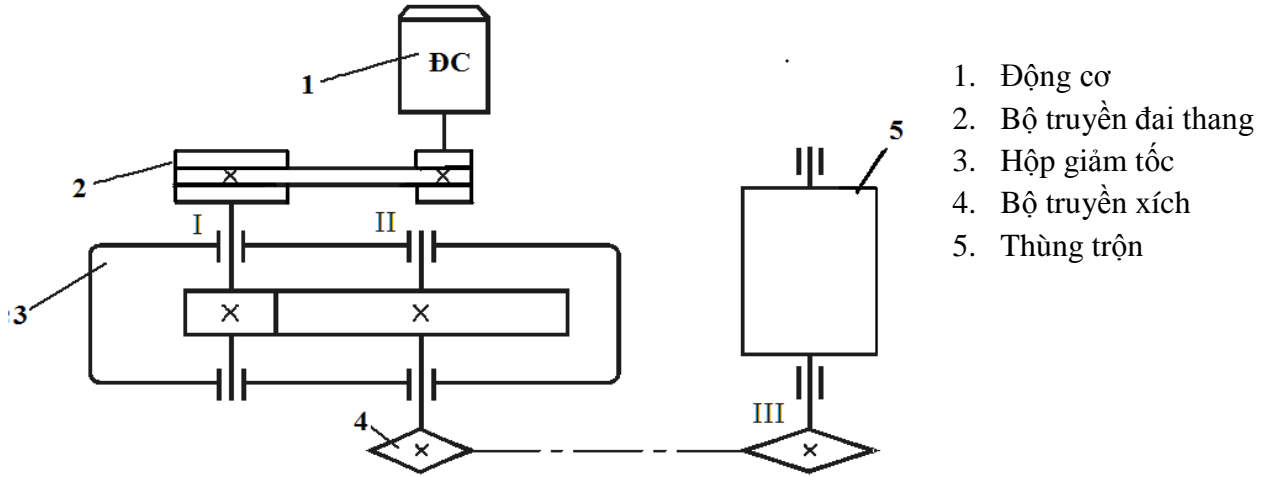 ĐC
1
2
I
II
3
4
III
5
1. Động cơ
2. Bộ truyền đai thang
3. Hộp giảm tốc
4. Bộ truyền xích
5. Thùng trộn